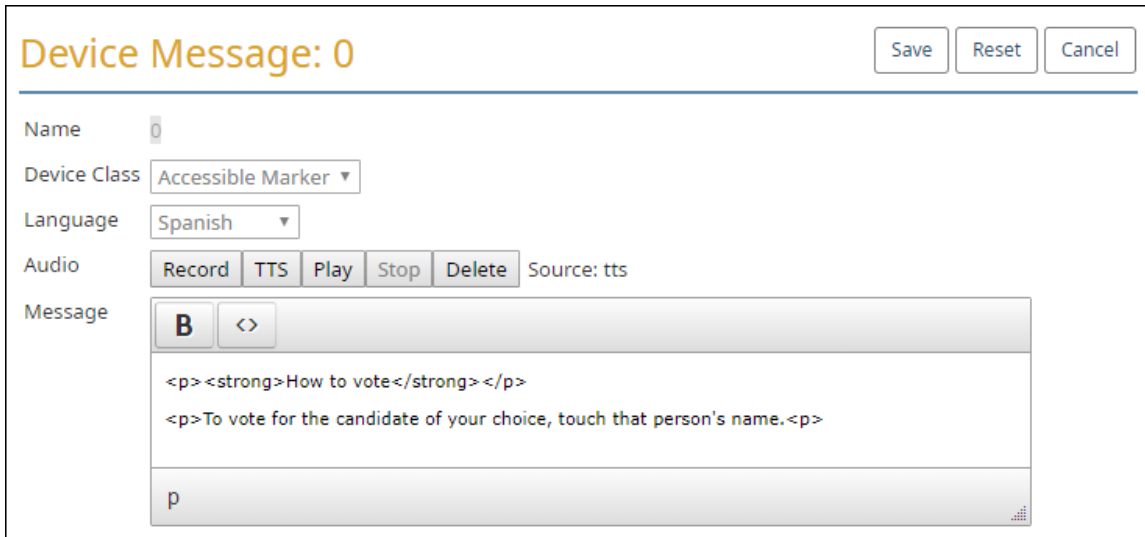 Device Message: 0
Save Reset Cancel
Name 0
Device Class Accessible Marker
Language Spanish
Audio Record TTS Play Stop Delete Source: tts
Message
B <>
<p><strong>How to vote</strong></p>
<p>To vote for the candidate of your choice, touch that person's name.<p>
p